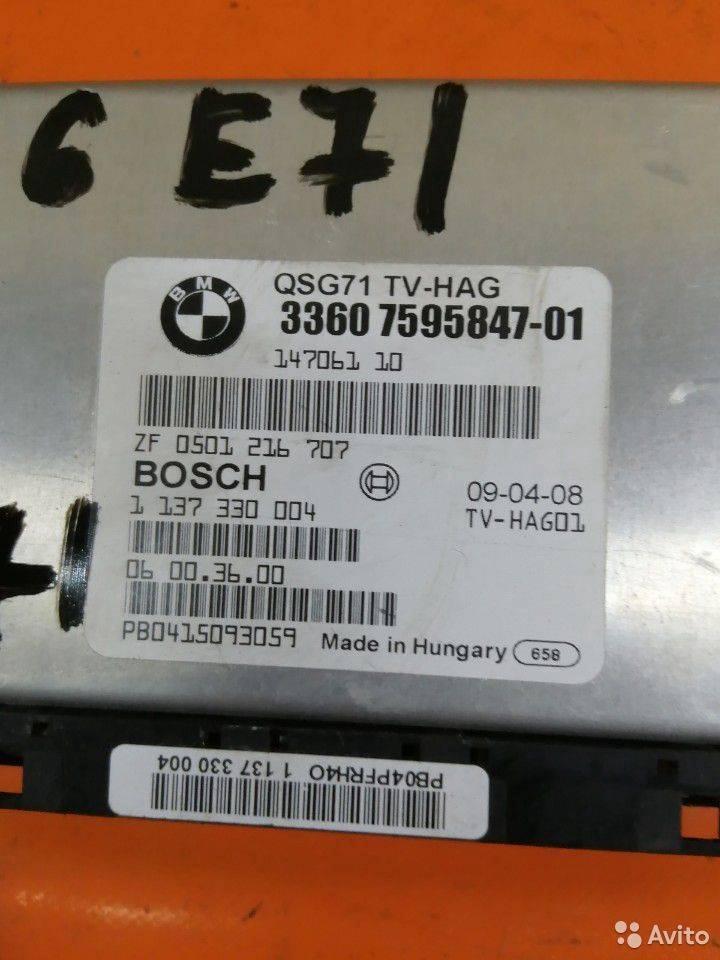 6 E71
BMW
QSG71 TV-HAG
3360 7595847-01
147061 10
ZF 0501 216 707
BOSCH
09-04-08
1 137 330 004
TV-HAG01
06 00.36.00
PB0415093059
Made in Hungary 658
PB04PFRH40 1 137 330 004
Avito